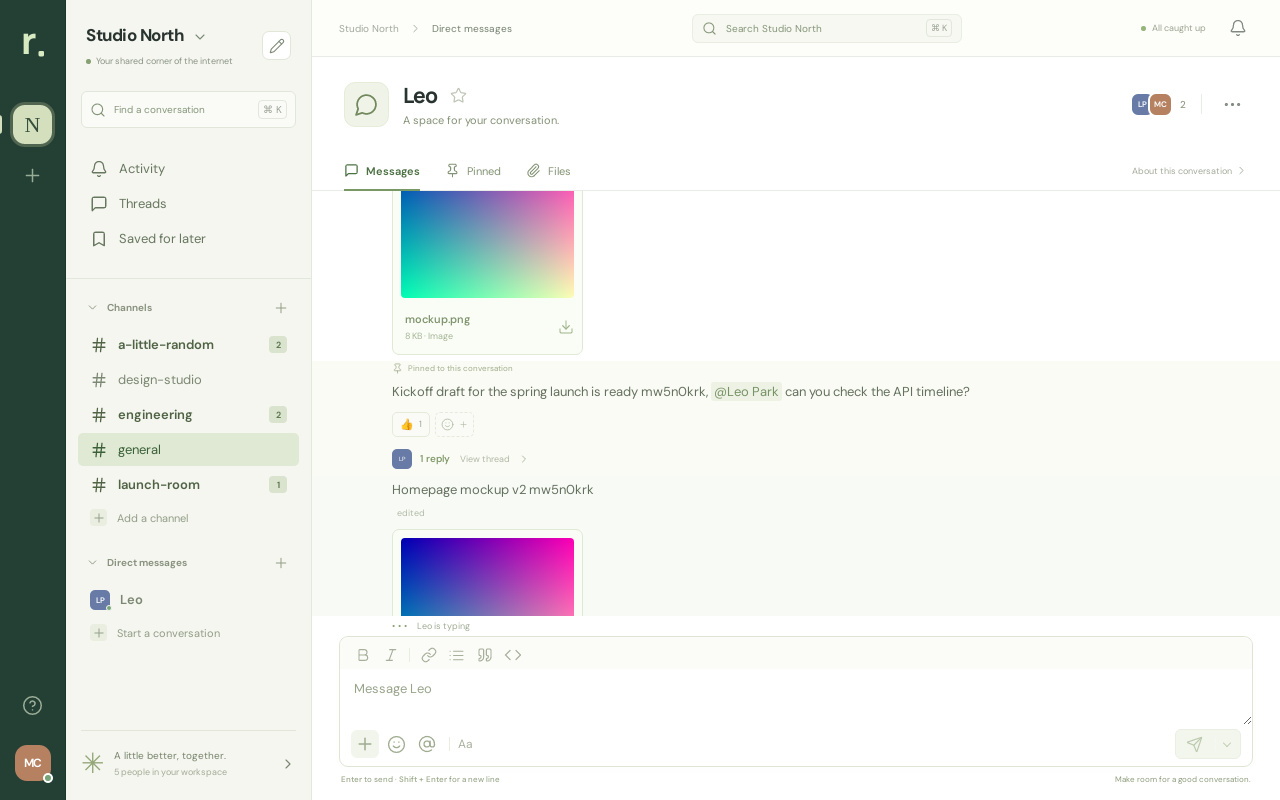 r.
N
MC
Studio North
Your shared corner of the internet
Find a conversation
⌘ K
Activity
Threads
Saved for later
Channels
a-little-random
2
design-studio
engineering
2
general
launch-room
1
Add a channel
Direct messages
LP
Leo
Start a conversation
A little better, together.
5 people in your workspace
Studio North
Direct messages
Search Studio North
⌘ K
All caught up
Leo
A space for your conversation.
LP
MC
2
Messages
Pinned
Files
About this conversation
mockup.png
8 KB · Image
Pinned to this conversation
Kickoff draft for the spring launch is ready mw5n0krk, @Leo Park can you check the API timeline?
👍 1
LP
1 reply
View thread
Homepage mockup v2 mw5n0krk
edited
Leo is typing
Message Leo
Aa
Enter to send · Shift + Enter for a new line
Make room for a good conversation.